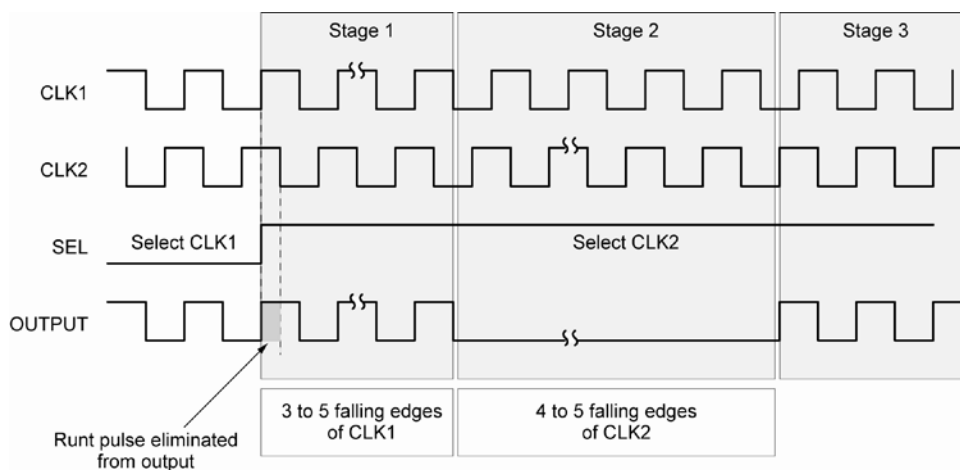 Stage 1
Stage 2
Stage 3
CLK1
CLK2
SEL
Select CLK1
Select CLK2
OUTPUT
3 to 5 falling edges
of CLK1
4 to 5 falling edges
of CLK2
Runt pulse eliminated
from output